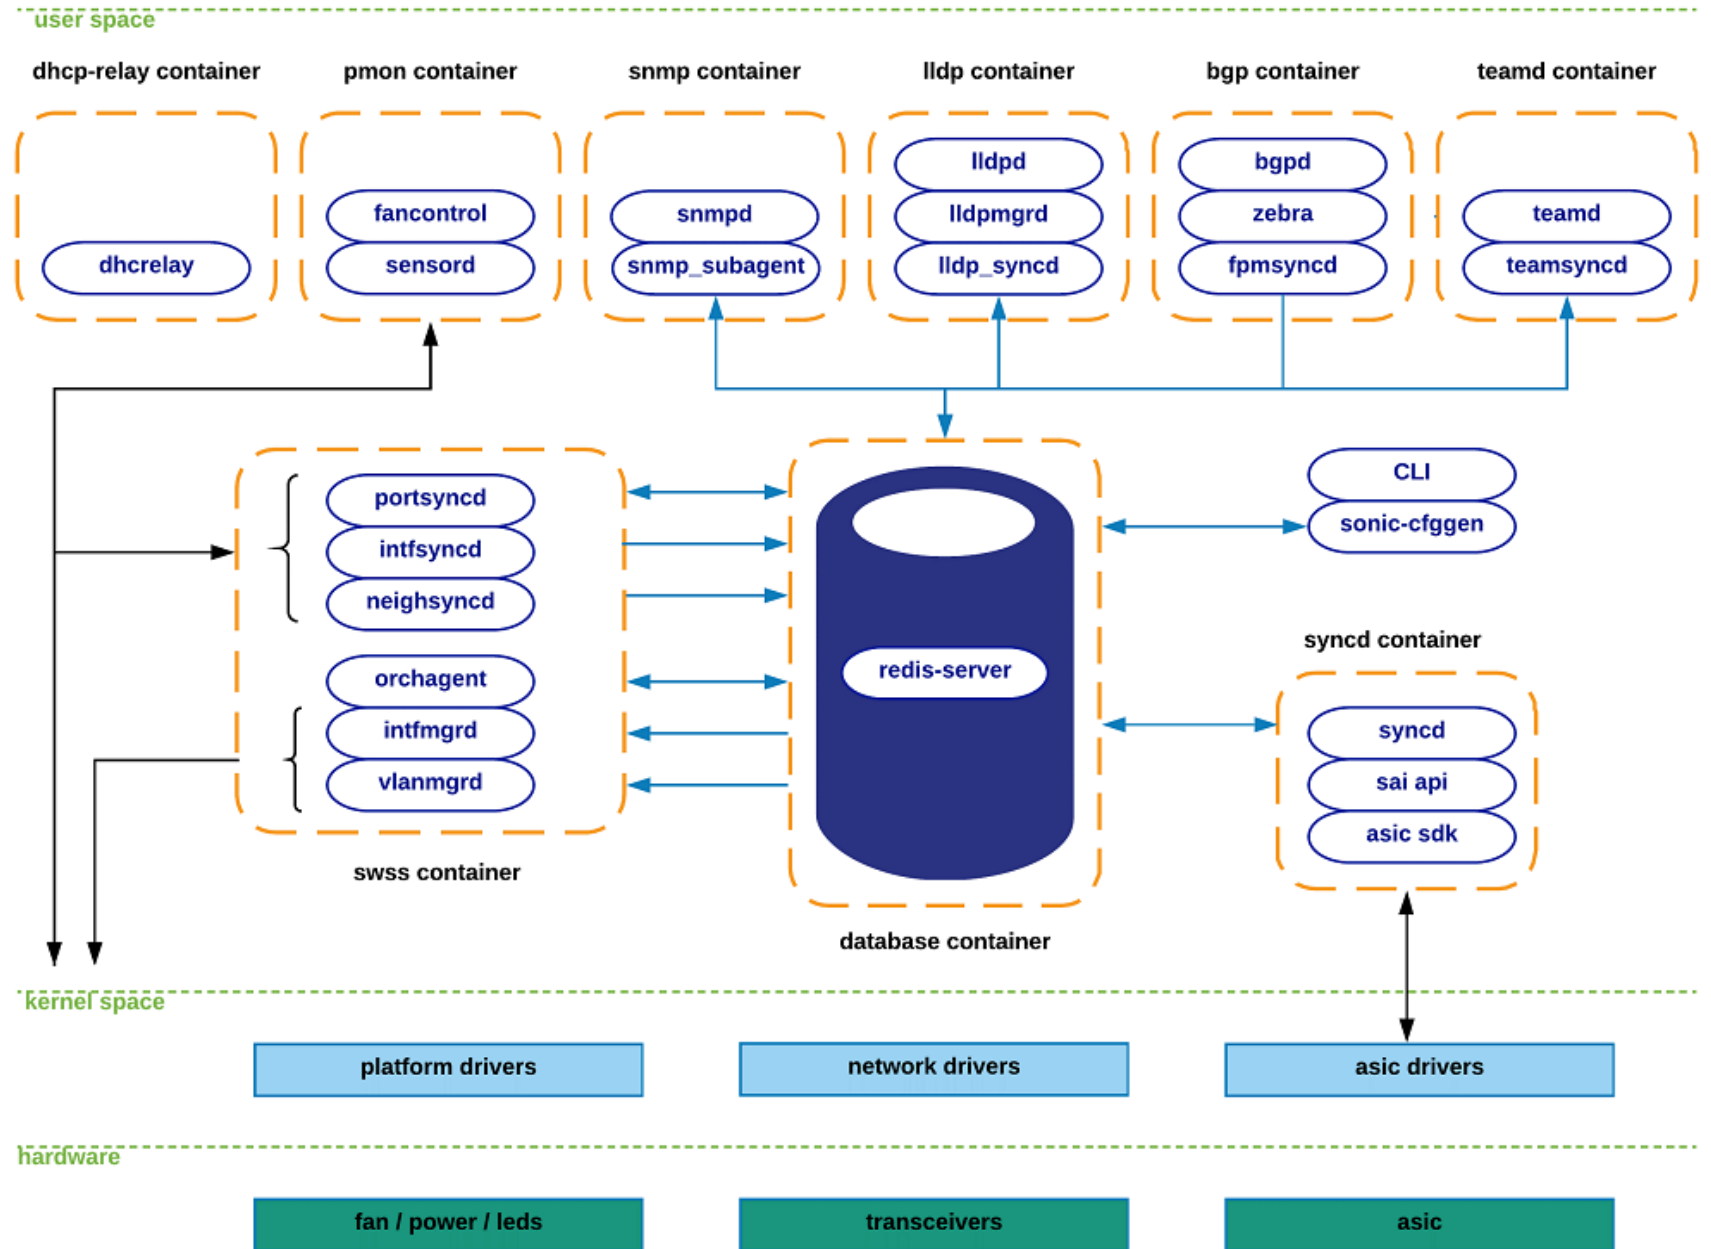 user space
dhcp-relay container
pmon container
snmp container
lldp container
bgp container
teamd container
dhcrelay
fancontrol
sensord
snmpd
snmp_subagent
lldpd
lldpmgrd
lldp_syncd
bgpd
zebra
fpmsyncd
teamd
teamsyncd
portsyncd
intfsyncd
neighsyncd
orchagent
intfmgrd
vlanmgrd
swss container
redis-server
database container
CLI
sonic-cfggen
syncd container
syncd
sai api
asic sdk
kernel space
platform drivers
network drivers
asic drivers
hardware
fan / power / leds
transceivers
asic